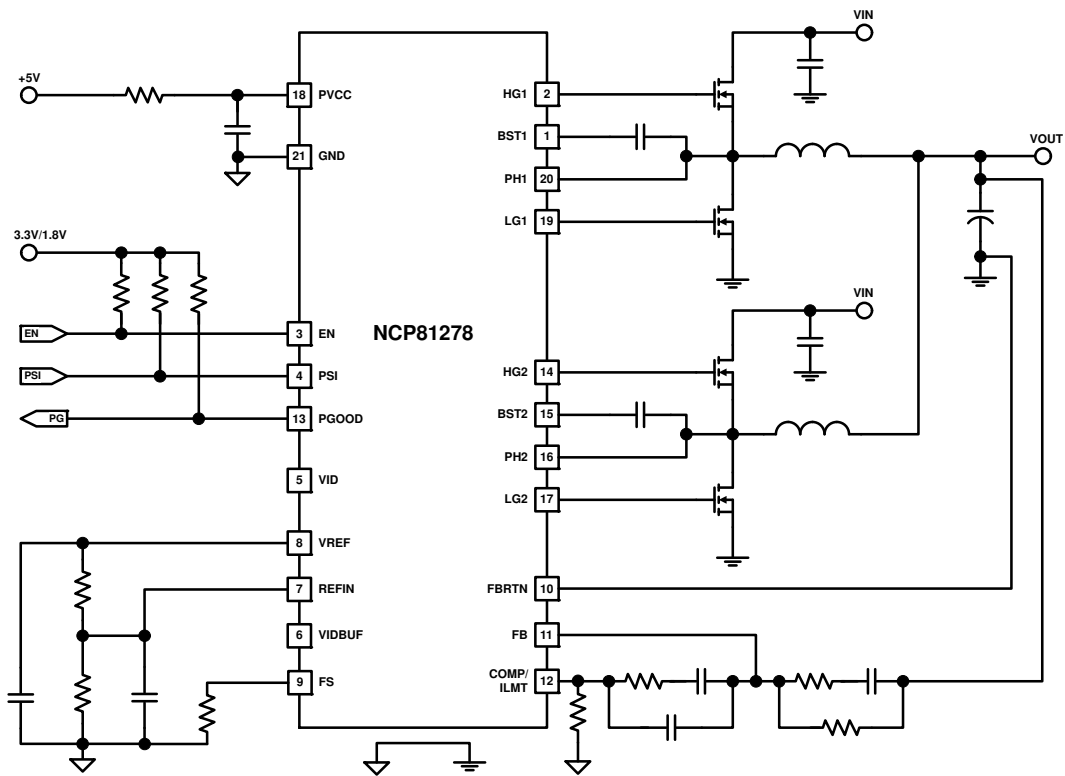 VIN
+5V
18 PVCC
HG1 2
BST1 1
21 GND
VOUT
PH1 20
LG1 19
3.3V/1.8V
VIN
EN
3 EN
NCP81278
PSI
4 PSI
HG2 14
PG
13 PGOOD
BST2 15
PH2 16
5 VID
LG2 17
8 VREF
7 REFIN
FBRTN 10
6 VIDBUF
FB 11
9 FS
COMP/
ILMT 12